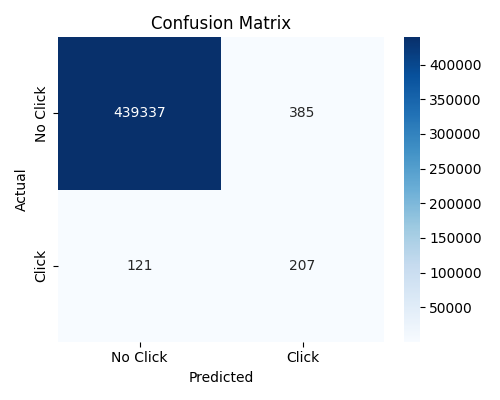 Confusion Matrix
Actual
No Click
439337
385
Click
121
207
No Click
Click
Predicted
400000
350000
300000
250000
200000
150000
100000
50000